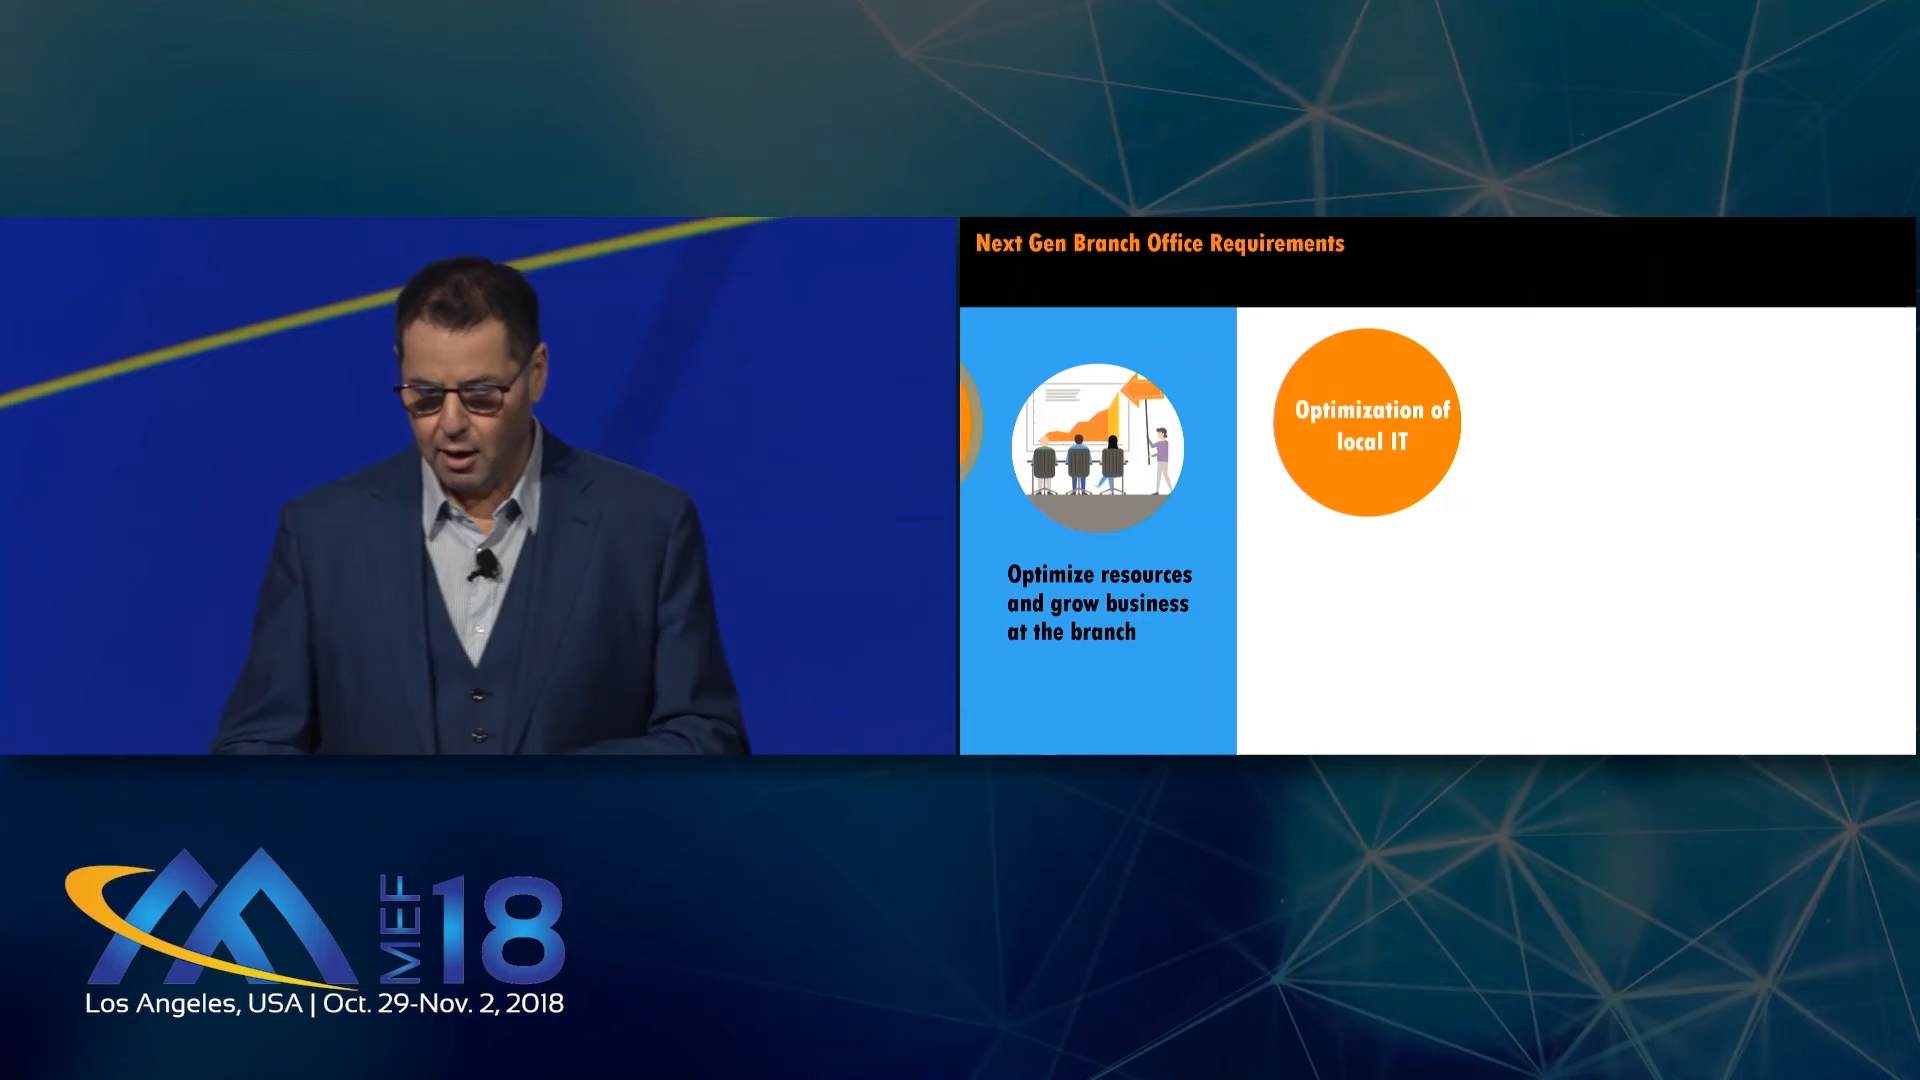 Next Gen Branch Office Requirements
Optimization of
local IT
Optimize resources
and grow business
at the branch
MEF 18
Los Angeles, USA | Oct. 29-Nov. 2, 2018